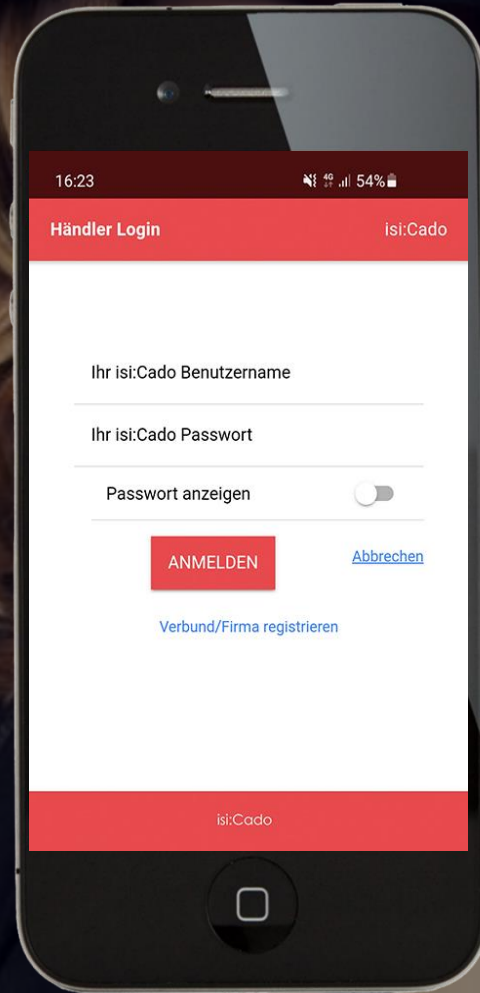 16:23 4G 54%
Händler Login isi:Cado
Ihr isi:Cado Benutzername
Ihr isi:Cado Passwort
Passwort anzeigen
ANMELDEN Abbrechen
Verbund/Firma registrieren
isi:Cado